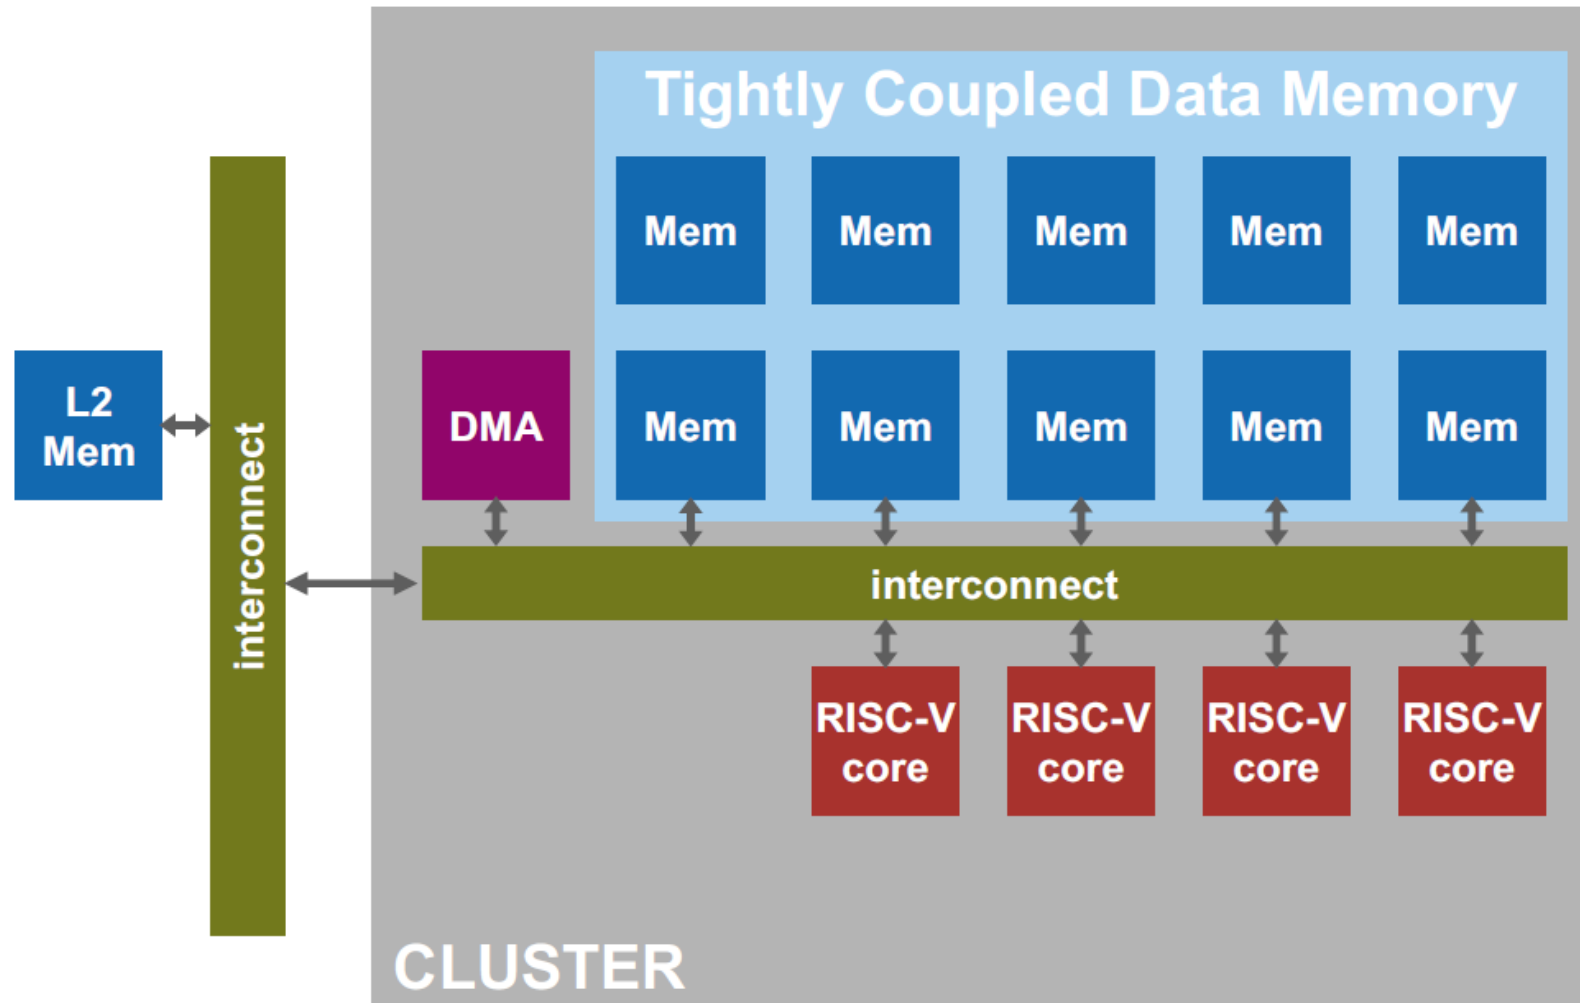 Tightly Coupled Data Memory
Mem
Mem
Mem
Mem
Mem
L2
Mem
interconnect
DMA
Mem
Mem
Mem
Mem
Mem
interconnect
RISC-V
core
RISC-V
core
RISC-V
core
RISC-V
core
CLUSTER